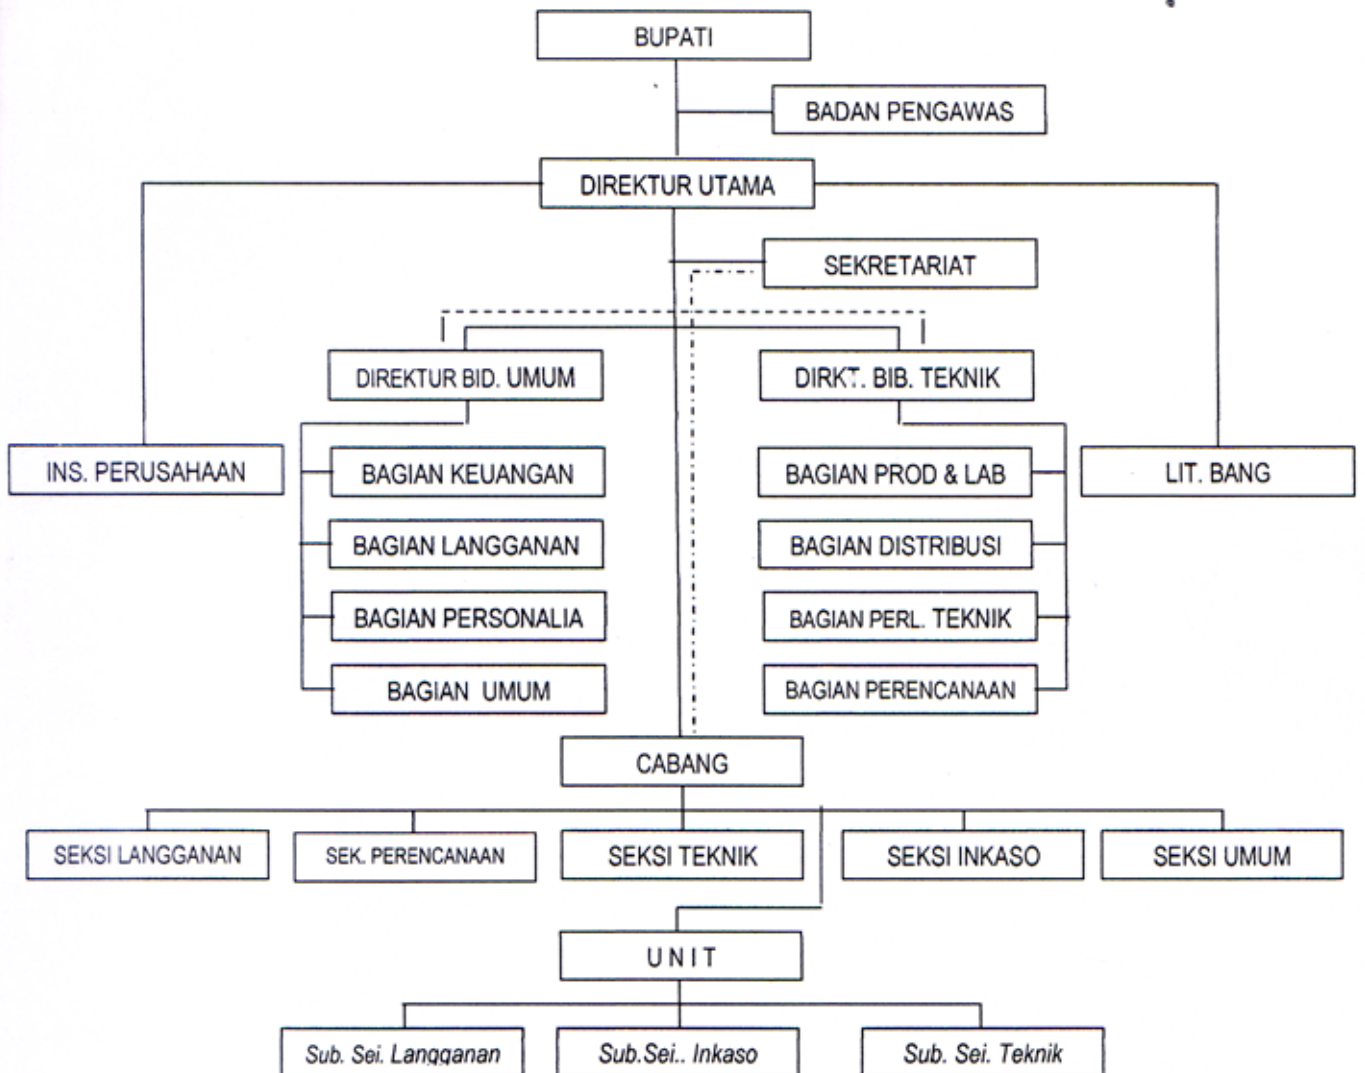 BUPATI
BADAN PENGAWAS
DIREKTUR UTAMA
SEKRETARIAT
DIREKTUR BID. UMUM
DIRKT. BIB. TEKNIK
INS. PERUSAHAAN
BAGIAN KEUANGAN
BAGIAN PROD & LAB
LIT. BANG
BAGIAN LANGGANAN
BAGIAN DISTRIBUSI
BAGIAN PERSONALIA
BAGIAN PERL. TEKNIK
BAGIAN UMUM
BAGIAN PERENCANAAN
CABANG
SEKSI LANGGANAN
SEK. PERENCANAAN
SEKSI TEKNIK
SEKSI INKASO
SEKSI UMUM
U N I T
Sub. Sei. Langganan
Sub.Sei.. Inkaso
Sub. Sei. Teknik